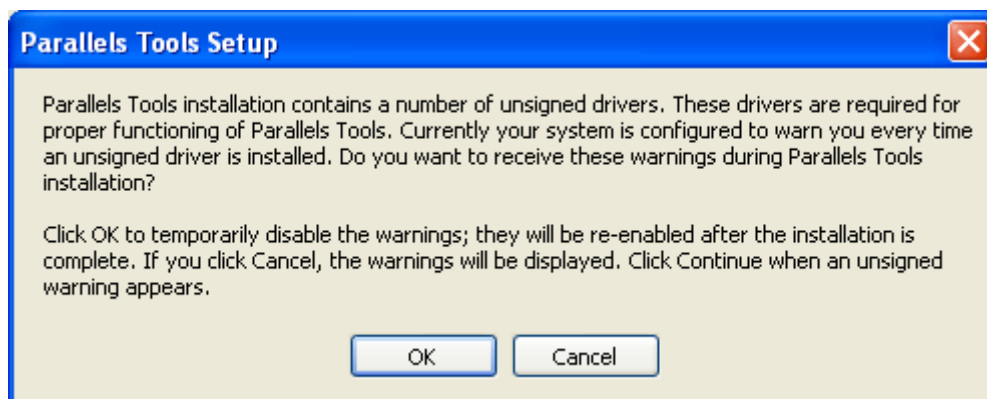 Parallels Tools Setup
Parallels Tools installation contains a number of unsigned drivers. These drivers are required for
proper functioning of Parallels Tools. Currently your system is configured to warn you every time
an unsigned driver is installed. Do you want to receive these warnings during Parallels Tools
installation?
Click OK to temporarily disable the warnings; they will be re-enabled after the installation is
complete. If you click Cancel, the warnings will be displayed. Click Continue when an unsigned
warning appears.
OK
Cancel